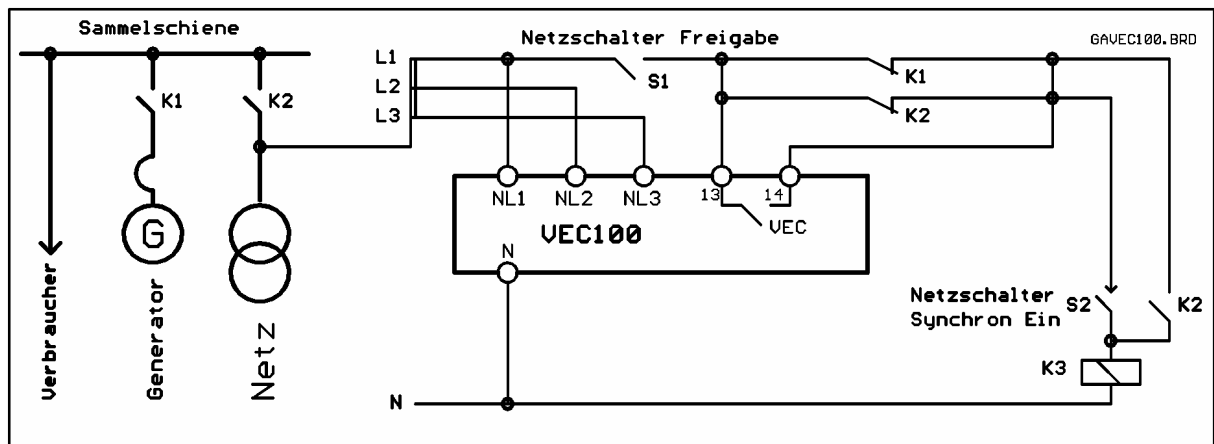 Sammelschiene
Netzschalter Freigabe
GAVEC100.BRD
L1
L2
L3
S1
K1
K2
K1
K2
NL1
NL2
NL3
13
14
VEC
VEC100
N
G
Verbraucher
Generator
Netz
Netzschalter
Synchron Ein
S2
K2
K3
N